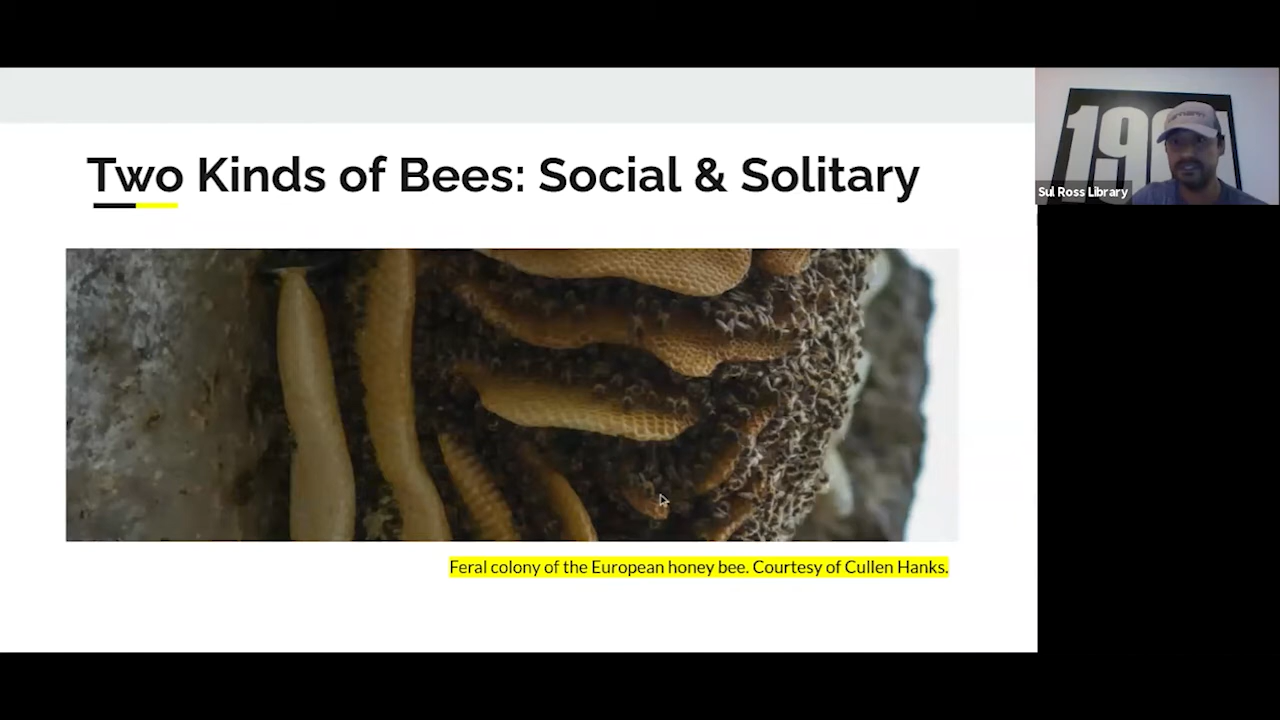 Two Kinds of Bees: Social & Solitary
Sul Ross Library
Feral colony of the European honey bee. Courtesy of Cullen Hanks.